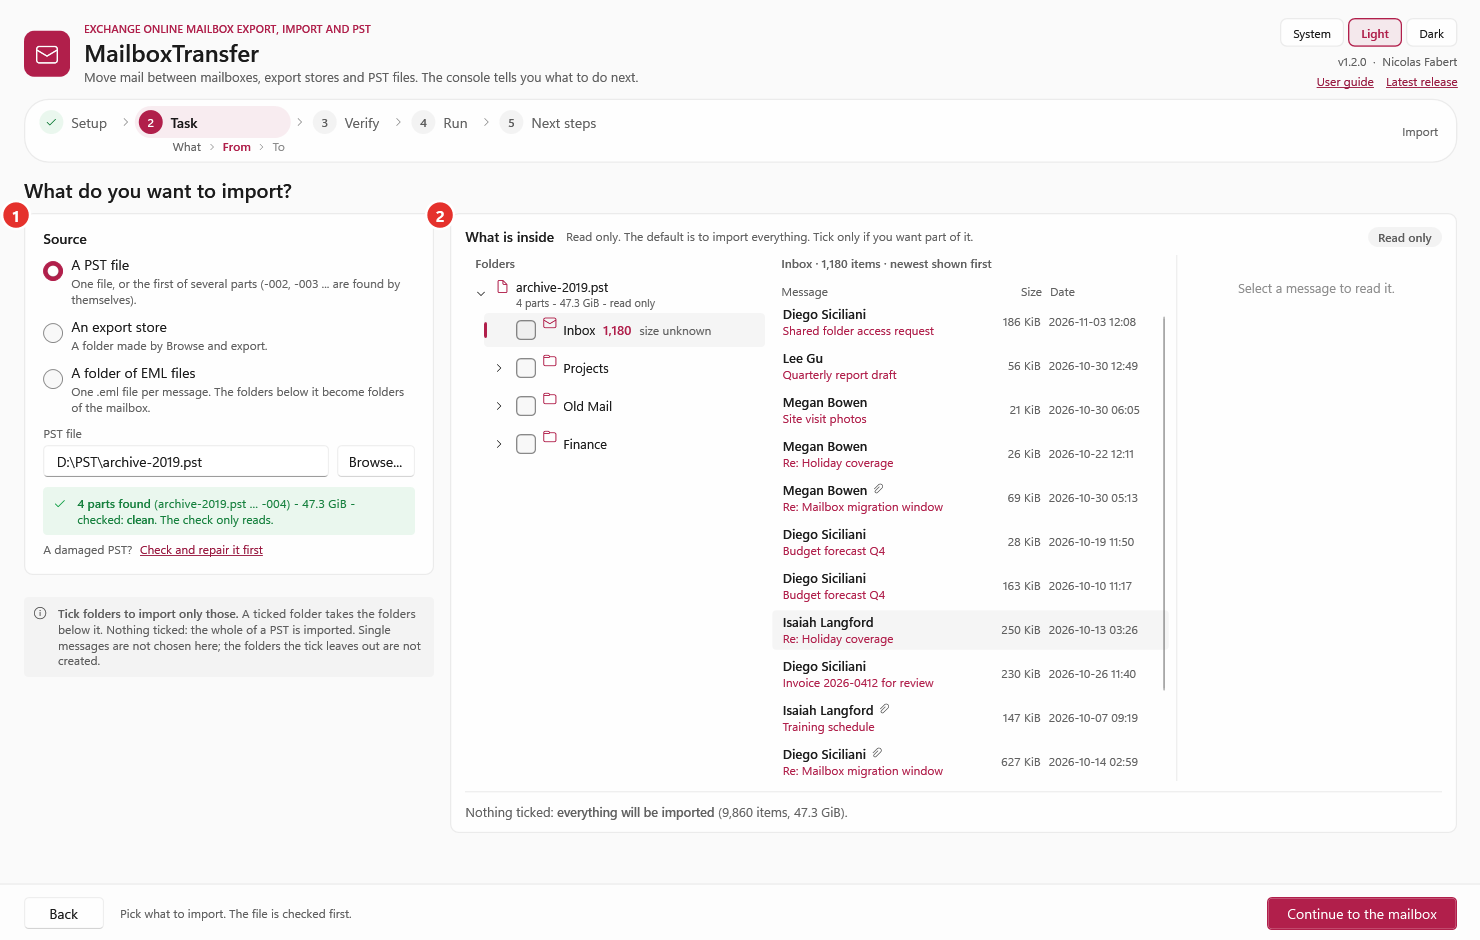 EXCHANGE ONLINE MAILBOX EXPORT, IMPORT AND PST
MailboxTransfer
Move mail between mailboxes, export stores and PST files. The console tells you what to do next.
System
Light
Dark
v1.2.0 · Nicolas Fabert
User guide
Latest release
Setup
2
Task
3
Verify
4
Run
5
Next steps
What
From
To
Import
What do you want to import?
1
Source
A PST file
One file, or the first of several parts (-002, -003 ... are found by
themselves).
An export store
A folder made by Browse and export.
A folder of EML files
One .eml file per message. The folders below it become folders
of the mailbox.
PST file
D:\PST\archive-2019.pst
Browse...
4 parts found (archive-2019.pst ... -004) - 47.3 GiB -
checked: clean. The check only reads.
A damaged PST? Check and repair it first
Tick folders to import only those. A ticked folder takes the folders
below it. Nothing ticked: the whole of a PST is imported. Single
messages are not chosen here; the folders the tick leaves out are not
created.
2
What is inside
Read only. The default is to import everything. Tick only if you want part of it.
Read only
Folders
archive-2019.pst
4 parts - 47.3 GiB - read only
Inbox 1,180 size unknown
Projects
Old Mail
Finance
Inbox · 1,180 items · newest shown first
Message Size Date
Diego Siciliani
Shared folder access request
186 KiB 2026-11-03 12:08
Lee Gu
Quarterly report draft
56 KiB 2026-10-30 12:49
Megan Bowen
Site visit photos
21 KiB 2026-10-30 06:05
Megan Bowen
Re: Holiday coverage
26 KiB 2026-10-22 12:11
Megan Bowen
Re: Mailbox migration window
69 KiB 2026-10-30 05:13
Diego Siciliani
Budget forecast Q4
28 KiB 2026-10-19 11:50
Diego Siciliani
Budget forecast Q4
163 KiB 2026-10-10 11:17
Isaiah Langford
Re: Holiday coverage
250 KiB 2026-10-13 03:26
Diego Siciliani
Invoice 2026-0412 for review
230 KiB 2026-10-26 11:40
Isaiah Langford
Training schedule
147 KiB 2026-10-07 09:19
Diego Siciliani
Re: Mailbox migration window
627 KiB 2026-10-14 02:59
Select a message to read it.
Nothing ticked: everything will be imported (9,860 items, 47.3 GiB).
Back
Pick what to import. The file is checked first.
Continue to the mailbox